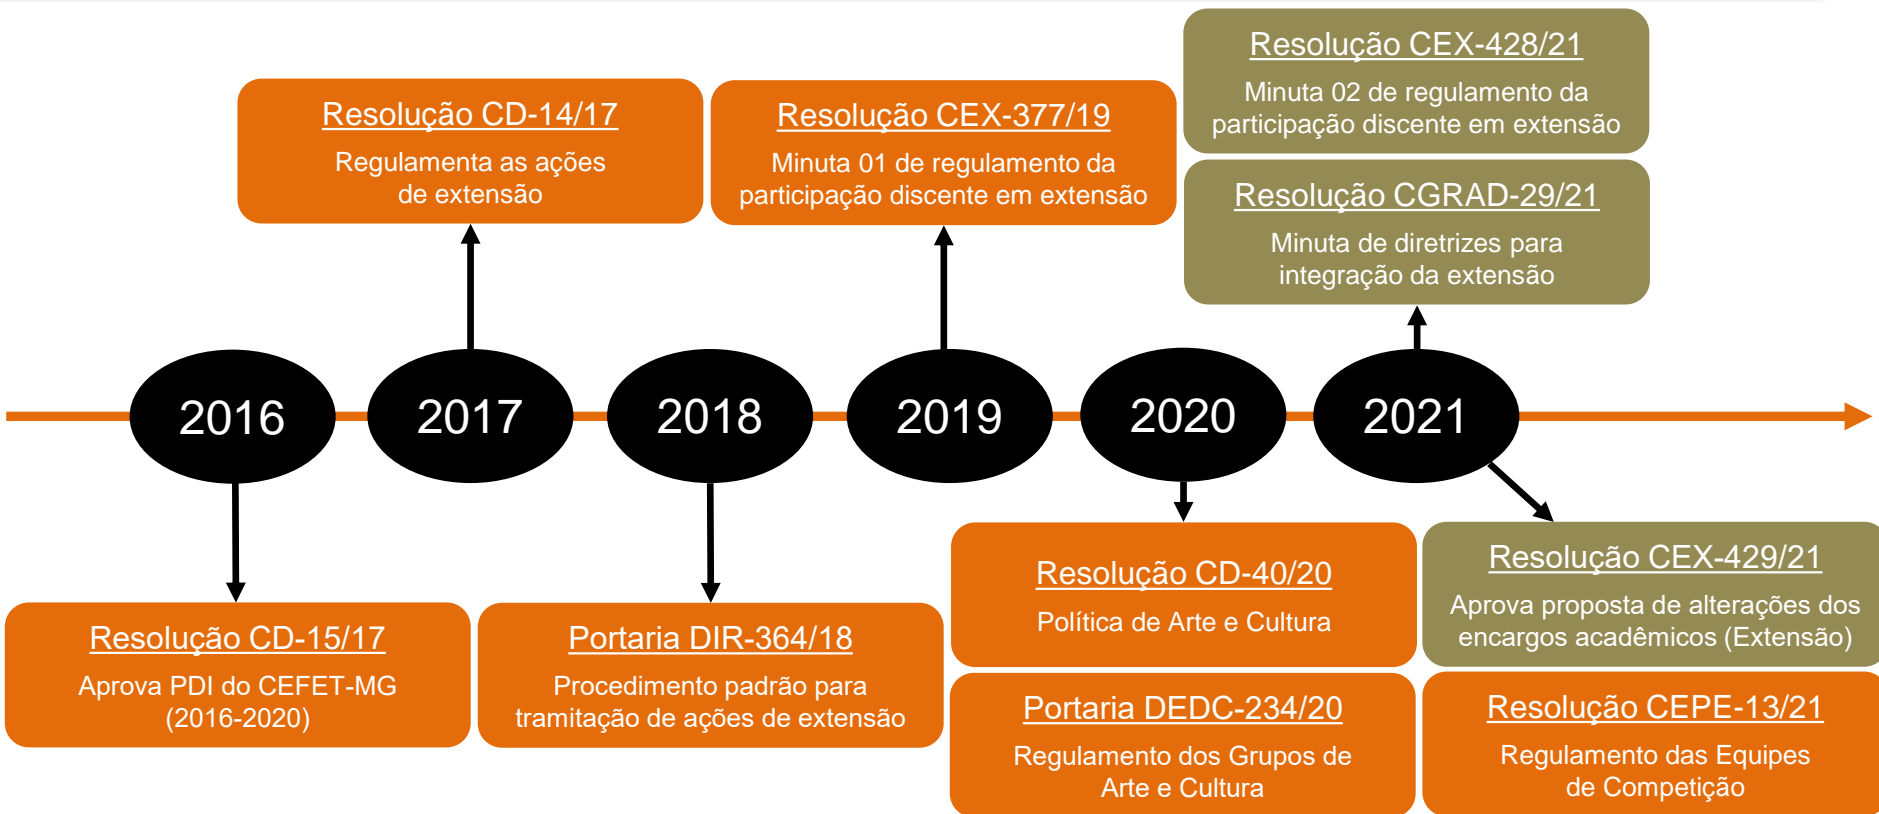 Resolução CEX-428/21
Minuta 02 de regulamento da
participação discente em extensão
Resolução CD-14/17
Regulamenta as ações
de extensão
Resolução CEX-377/19
Minuta 01 de regulamento da
participação discente em extensão
Resolução CGRAD-29/21
Minuta de diretrizes para
integração da extensão
2016
2017
2018
2019
2020
2021
Resolução CD-15/17
Aprova PDI do CEFET-MG
(2016-2020)
Portaria DIR-364/18
Procedimento padrão para
tramitação de ações de extensão
Resolução CD-40/20
Política de Arte e Cultura
Portaria DEDC-234/20
Regulamento dos Grupos de
Arte e Cultura
Resolução CEX-429/21
Aprova proposta de alterações dos
encargos acadêmicos (Extensão)
Resolução CEPE-13/21
Regulamento das Equipes
de Competição